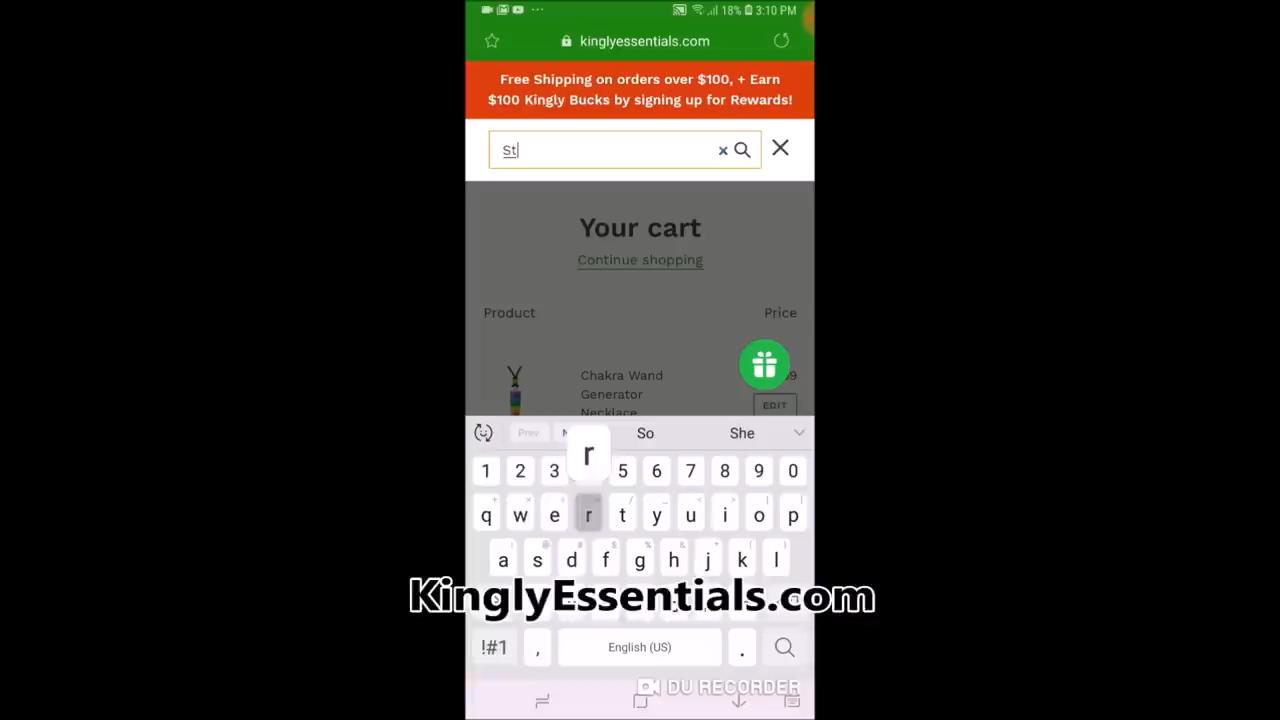 18% 3:10 PM
kinglyessentials.com
Free Shipping on orders over $100, + Earn
$100 Kingly Bucks by signing up for Rewards!
St
Your cart
Continue shopping
Product Price
Chakra Wand
Generator
Necklace
EDIT
Prev So She
r
1 2 3 5 6 7 8 9 0
q w e r t y u i o p
a s d f g h j k l
KinglyEssentials.com
!#1 , English (US) .
DU RECORDER